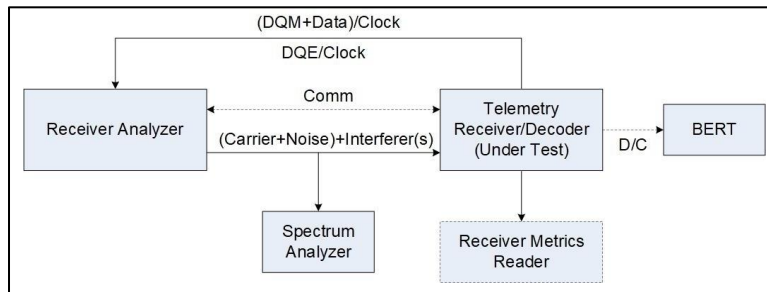 (DQM+Data)/Clock
DQE/Clock
Comm
Receiver Analyzer
Telemetry
Receiver/Decoder
(Under Test)
BERT
D/C
(Carrier+Noise)+Interferer(s)
Spectrum
Analyzer
Receiver Metrics
Reader